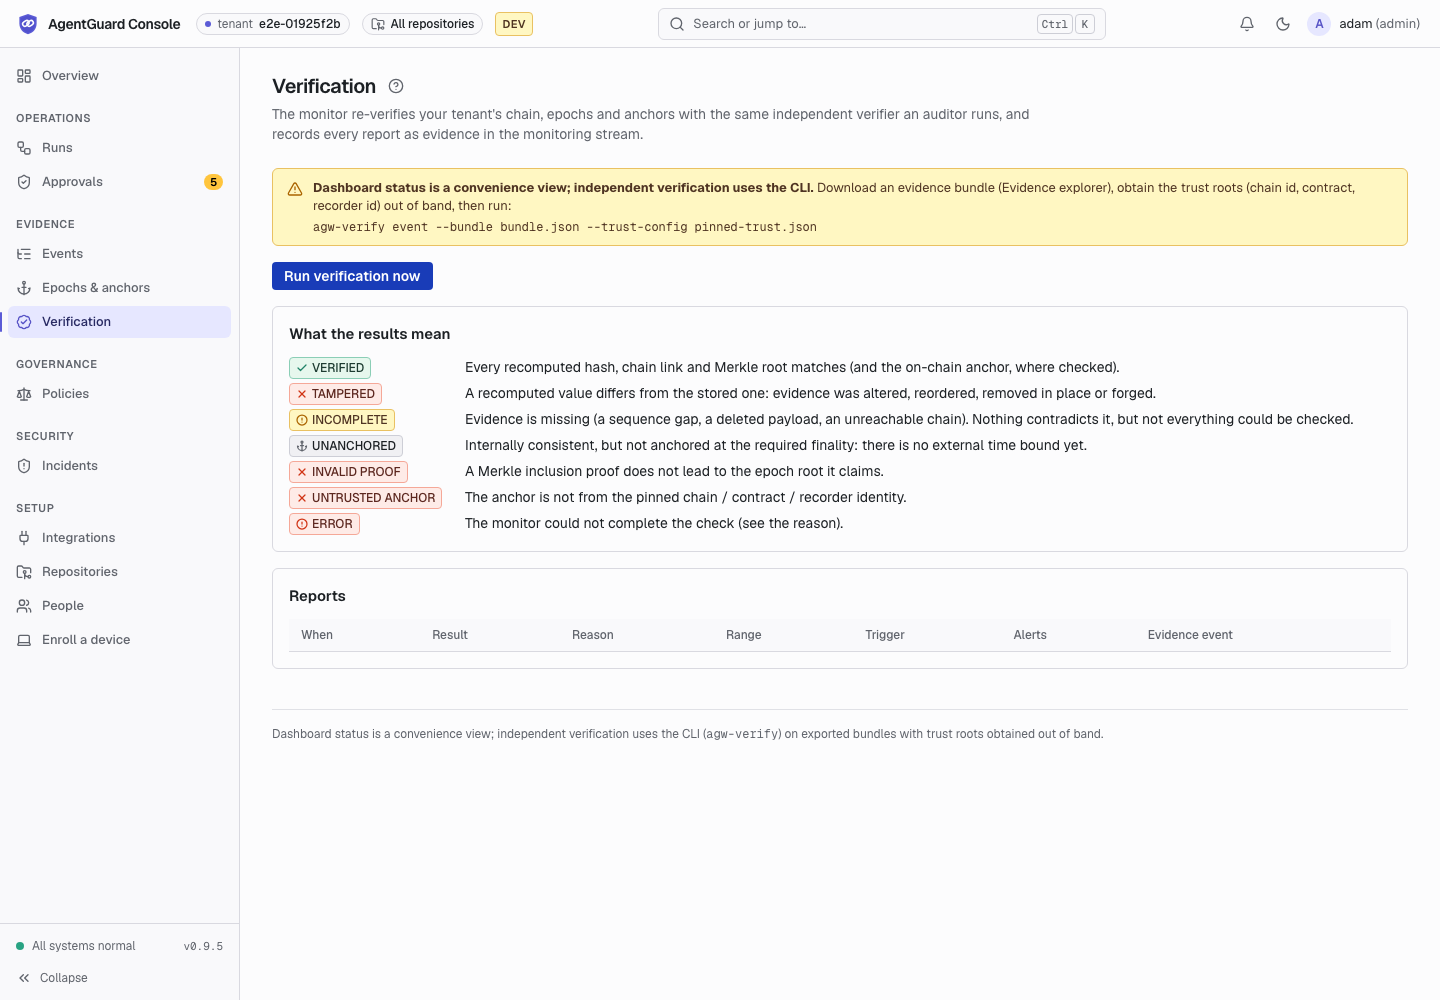 AgentGuard Console
tenant e2e-01925f2b
All repositories
DEV
Search or jump to…
Ctrl K
A
adam (admin)
Overview
OPERATIONS
Runs
Approvals
5
EVIDENCE
Events
Epochs & anchors
Verification
GOVERNANCE
Policies
SECURITY
Incidents
SETUP
Integrations
Repositories
People
Enroll a device
All systems normal
v0.9.5
Collapse
Verification
The monitor re-verifies your tenant's chain, epochs and anchors with the same independent verifier an auditor runs, and
records every report as evidence in the monitoring stream.
Dashboard status is a convenience view; independent verification uses the CLI. Download an evidence bundle (Evidence explorer), obtain the trust roots (chain id, contract,
recorder id) out of band, then run:
agw-verify event --bundle bundle.json --trust-config pinned-trust.json
Run verification now
What the results mean
VERIFIED Every recomputed hash, chain link and Merkle root matches (and the on-chain anchor, where checked).
TAMPERED A recomputed value differs from the stored one: evidence was altered, reordered, removed in place or forged.
INCOMPLETE Evidence is missing (a sequence gap, a deleted payload, an unreachable chain). Nothing contradicts it, but not everything could be checked.
UNANCHORED Internally consistent, but not anchored at the required finality: there is no external time bound yet.
INVALID PROOF A Merkle inclusion proof does not lead to the epoch root it claims.
UNTRUSTED ANCHOR The anchor is not from the pinned chain / contract / recorder identity.
ERROR The monitor could not complete the check (see the reason).
Reports
When Result Reason Range Trigger Alerts Evidence event
Dashboard status is a convenience view; independent verification uses the CLI (agw-verify) on exported bundles with trust roots obtained out of band.